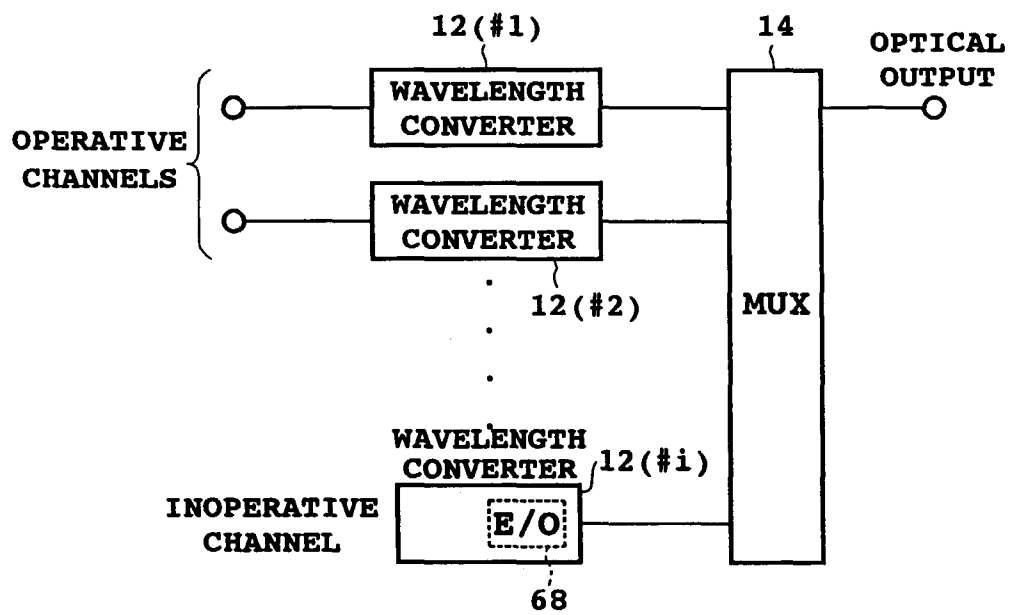 12(#1)
14
OPTICAL
OUTPUT
WAVELENGTH
CONVERTER
OPERATIVE
CHANNELS
WAVELENGTH
CONVERTER
12(#2)
MUX
WAVELENGTH
CONVERTER
12(#i)
INOPERATIVE
CHANNEL
E/O
68